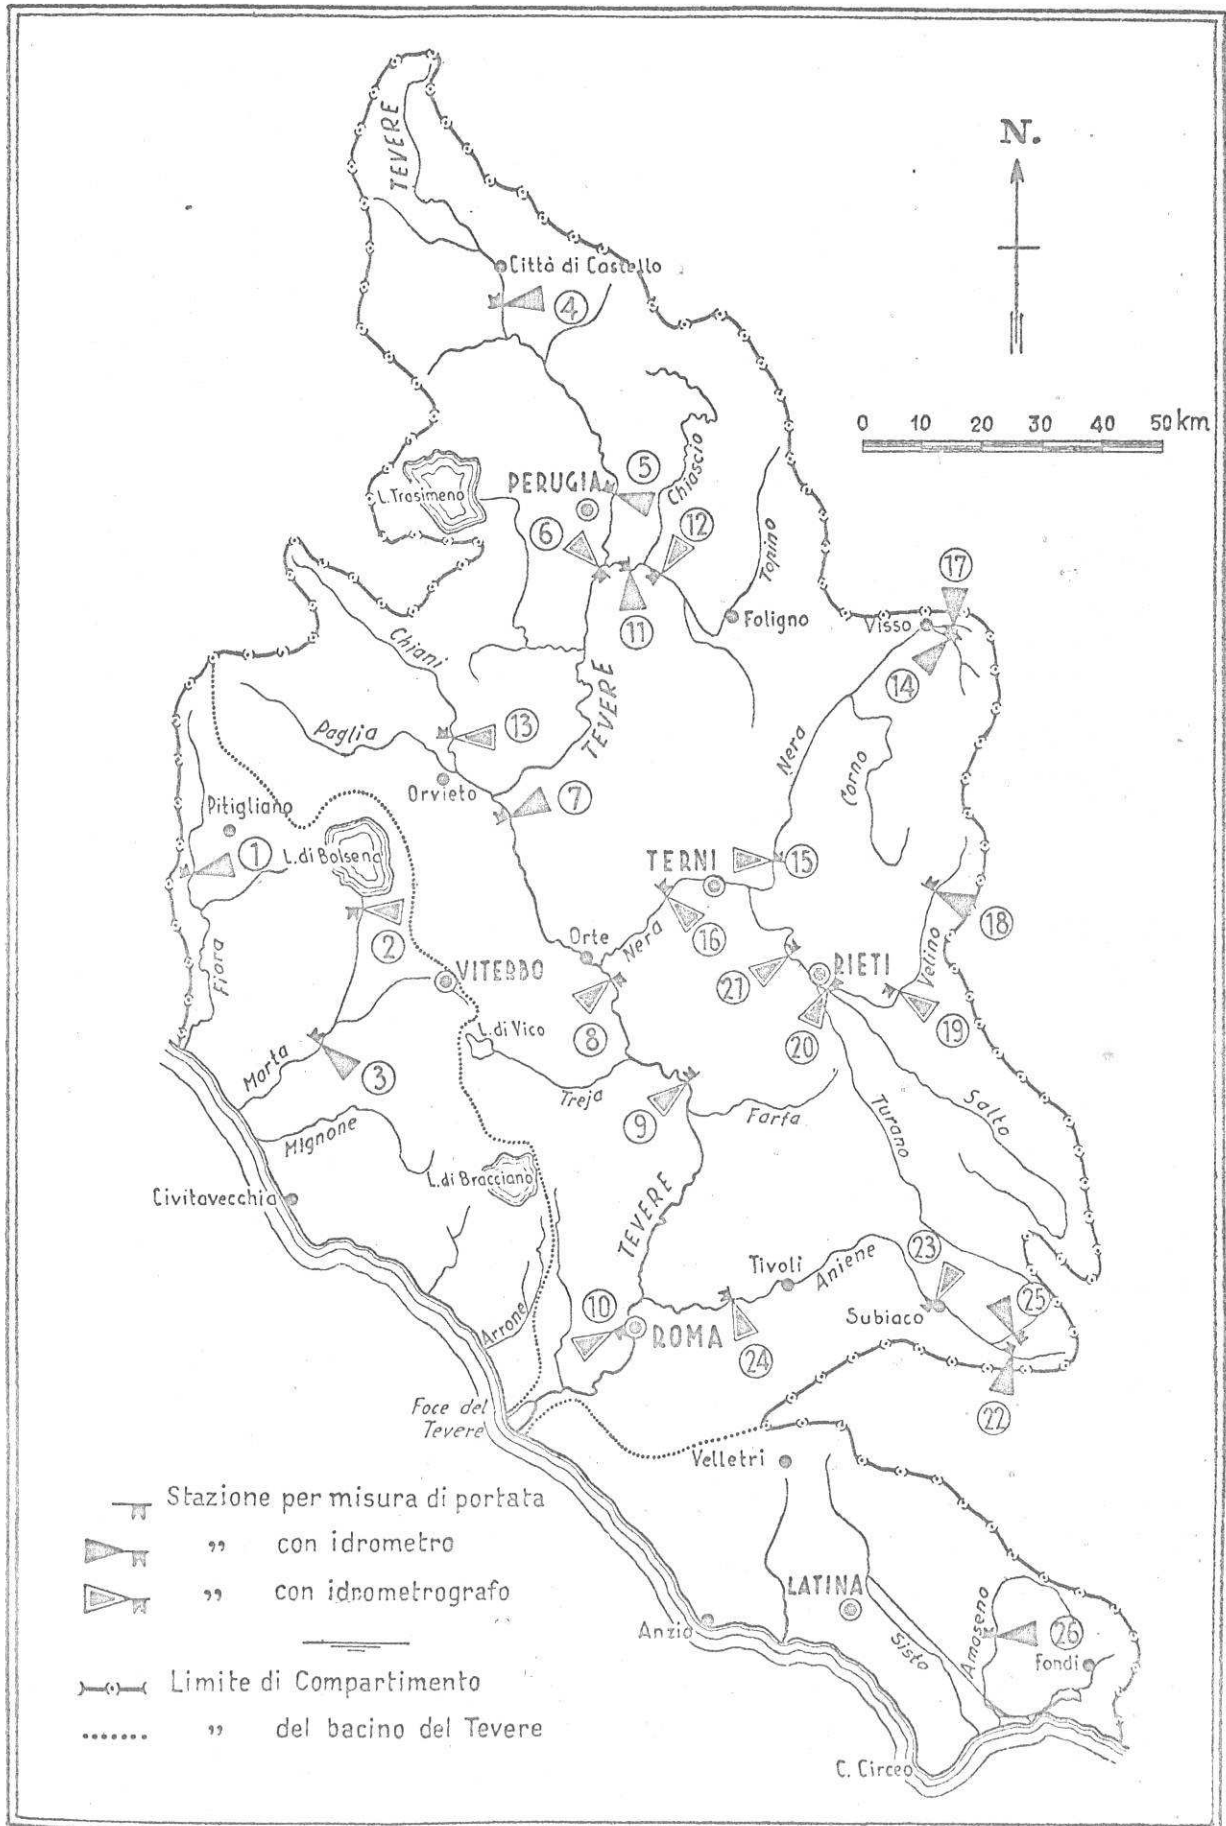 N.
TEVERE
Città di Castello
4
0 10 20 30 40 50 km
L. Trasimeno
PERUGIA
5
Chiascio
6
12
Topino
17
Foligno
Visso
11
14
Chiani
TEVERE
Paglia
13
Nera
Corno
Orvieto
7
Pitigliano
1
L. di Bolsena
TERNI
15
18
2
Orte
Nera
16
Fiora
VITERBO
27
RIETI
Velino
L. di Vico
8
20
19
Marta
3
Treja
9
Farfa
Salto
Mignone
Turano
L. di Bracciano
Civitavecchia
TEVERE
23
Tivoli
Aniene
25
10
Subiaco
Arrone
ROMA
24
Foce del
Tevere
22
Velletri
Stazione per misura di portata
,, con idrometro
,, con idrometrografo
LATINA
Anzio
Sisto
Amaseno
26
Fondi
Limite di Compartimento
,, del bacino del Tevere
C. Circeo